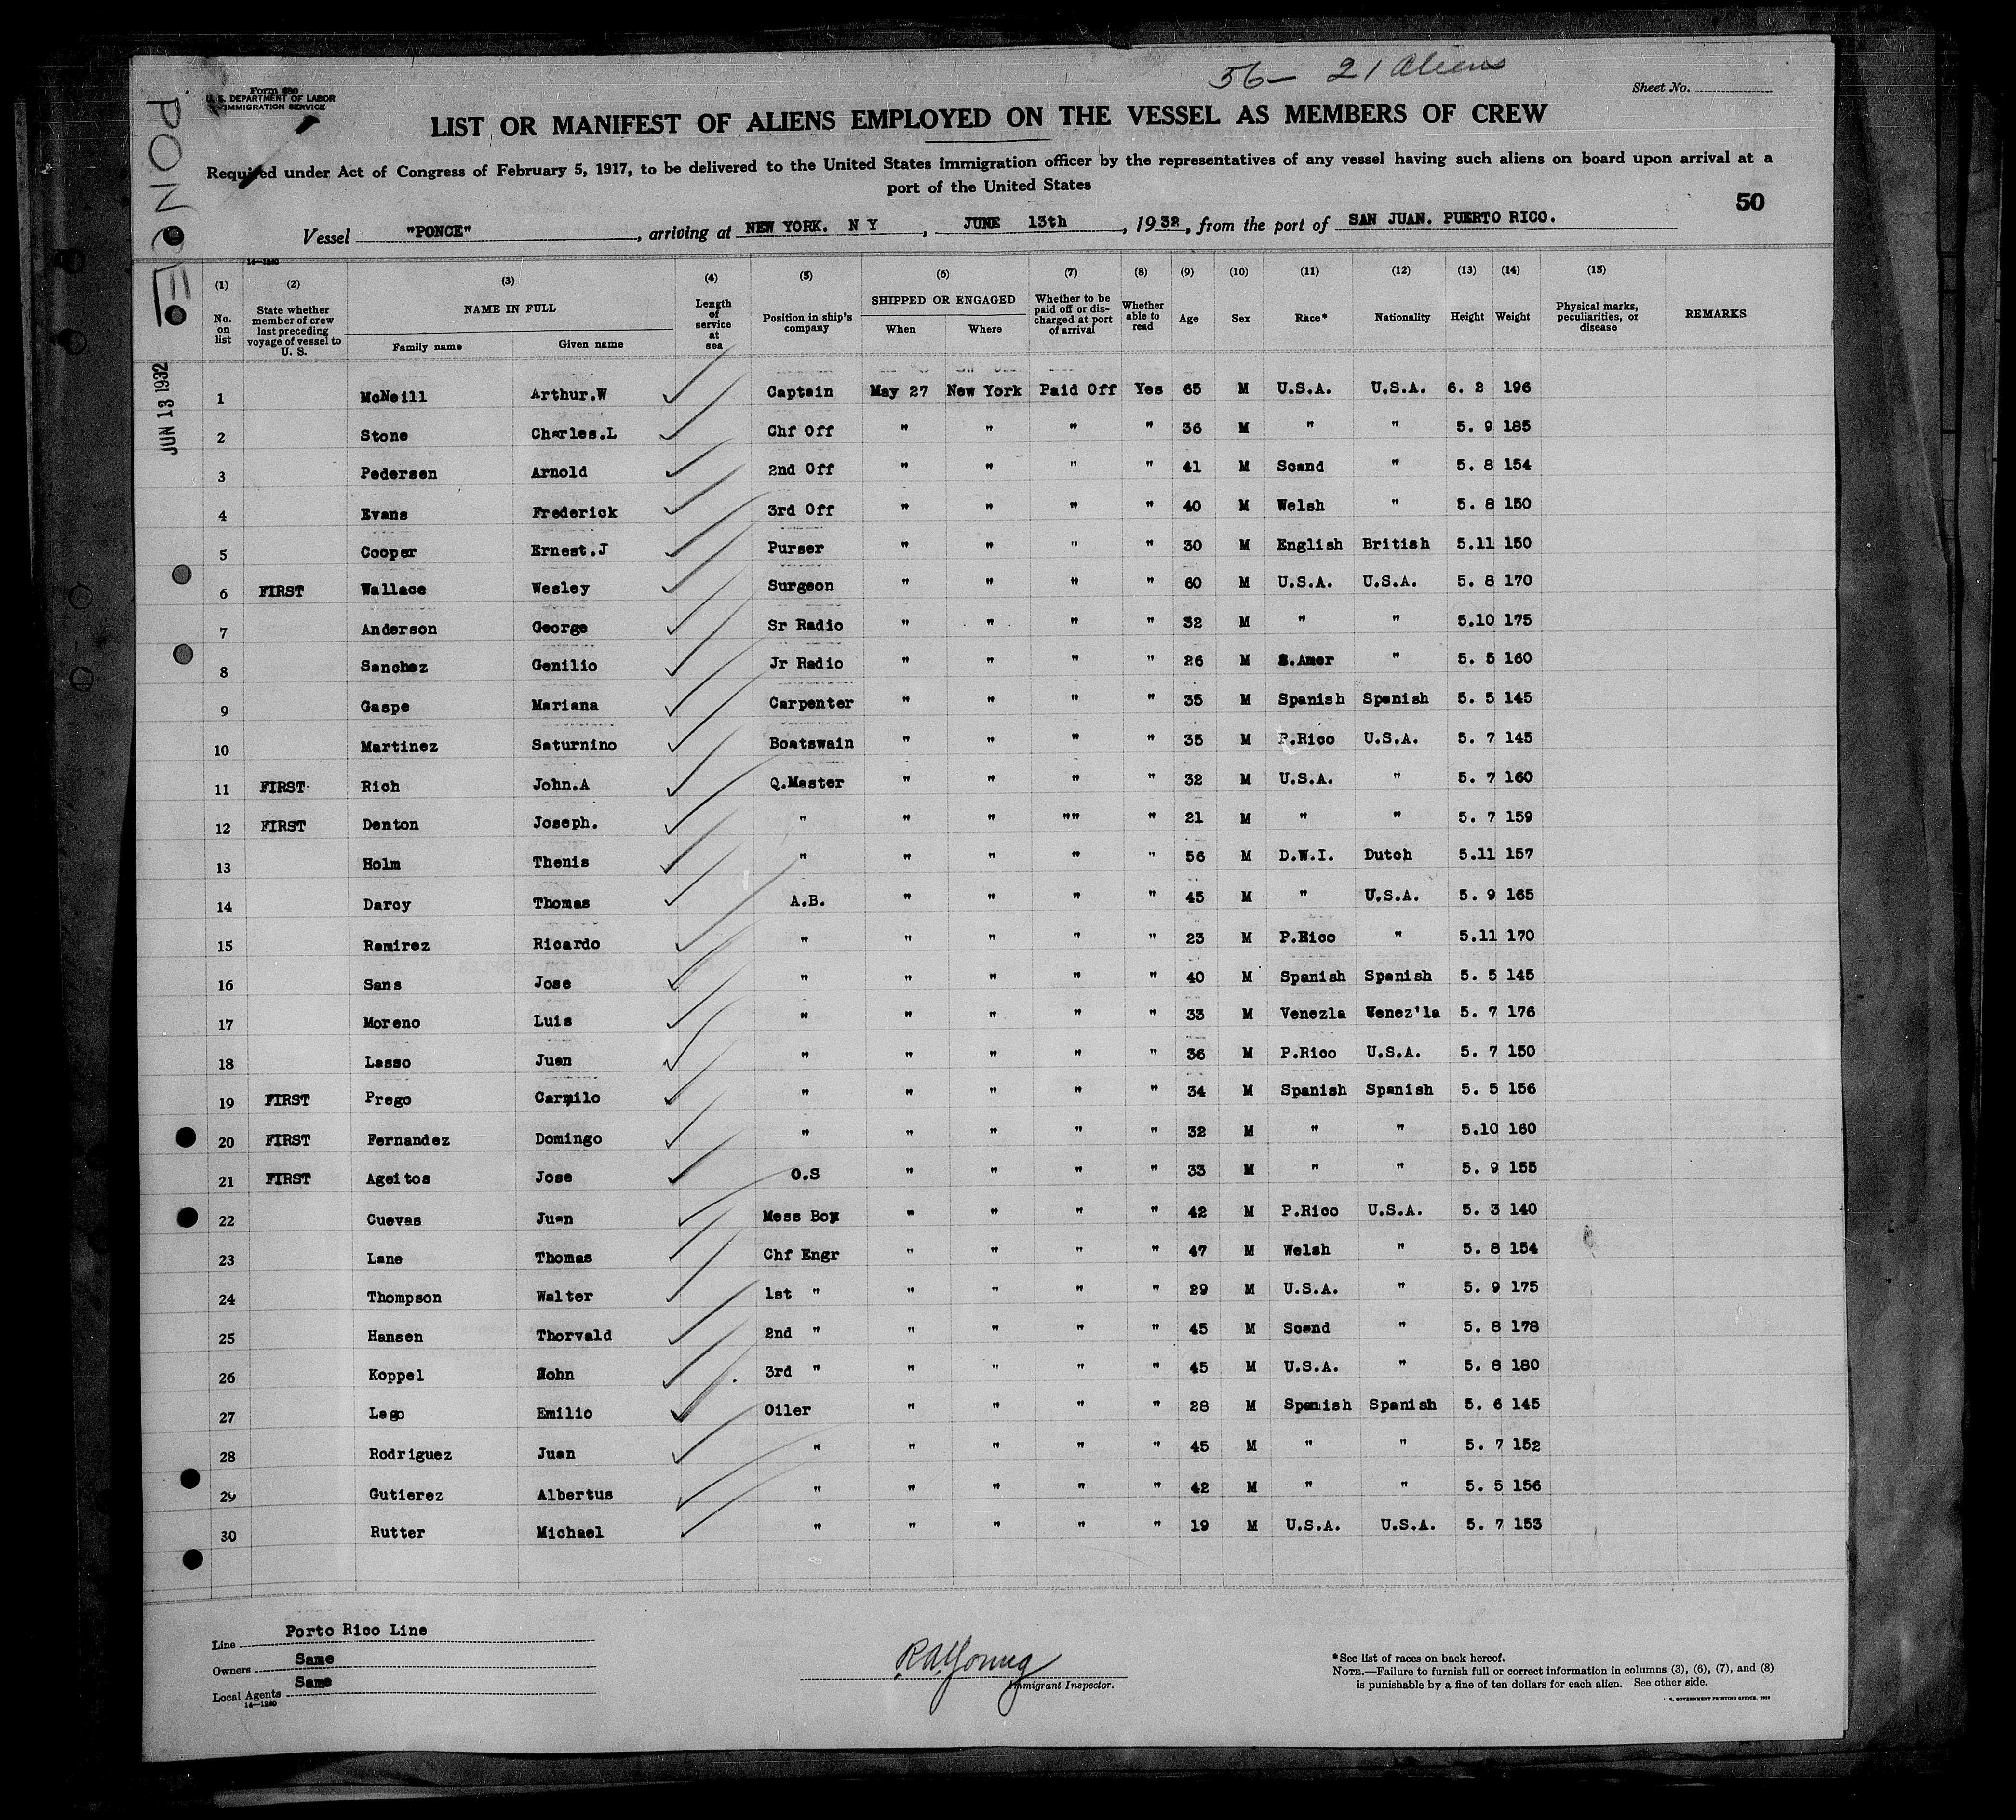 56- 21 Aliens
Form 680
U. S. DEPARTMENT OF LABOR
IMMIGRATION SERVICE
Sheet No.
PONCE
LIST OR MANIFEST OF ALIENS EMPLOYED ON THE VESSEL AS MEMBERS OF CREW
Required under Act of Congress of February 5, 1917, to be delivered to the United States immigration officer by the representatives of any vessel having such aliens on board upon arrival at a
port of the United States
50
Vessel "PONCE", arriving at NEW YORK. N Y, JUNE 13th, 1932, from the port of SAN JUAN. PUERTO RICO.
14-1240
(1) (2) (3) (4) (5) (6) (7) (8) (9) (10) (11) (12) (13) (14) (15)
No. on list State whether member of crew last preceding voyage of vessel to U. S. NAME IN FULL Family name Given name Length of service at sea Position in ship's company SHIPPED OR ENGAGED When Where Whether to be paid off or discharged at port of arrival Whether able to read Age Sex Race* Nationality Height Weight Physical marks, peculiarities, or disease REMARKS
JUN 13 1932
1 McNeill Arthur.W Captain May 27 New York Paid Off Yes 65 M U.S.A. U.S.A. 6. 2 196
2 Stone Charles.L Chf Off " " " " 36 M " " 5. 9 185
3 Pedersen Arnold 2nd Off " " " " 41 M Scand " 5. 8 154
4 Evans Frederick 3rd Off " " " " 40 M Welsh " 5. 8 150
5 Cooper Ernest.J Purser " " " " 30 M English British 5.11 150
6 FIRST Wallace Wesley Surgeon " " " " 60 M U.S.A. U.S.A. 5. 8 170
7 Anderson George Sr Radio " " " " 32 M " " 5.10 175
8 Sanchez Genilio Jr Radio " " " " 26 M S.Amer " 5. 5 160
9 Gaspe Mariana Carpenter " " " " 35 M Spanish Spanish 5. 5 145
10 Martinez Saturnino Boatswain " " " " 35 M P.Rico U.S.A. 5. 7 145
11 FIRST Rich John.A Q.Master " " " " 32 M U.S.A. " 5. 7 160
12 FIRST Denton Joseph. " " " "" " 21 M " " 5. 7 159
13 Holm Thenis " " " " " 56 M D.W.I. Dutch 5.11 157
14 Darcy Thomas A.B. " " " " 45 M " U.S.A. 5. 9 165
15 Ramirez Ricardo " " " " " 23 M P.Rico " 5.11 170
16 Sans Jose " " " " " 40 M Spanish Spanish 5. 5 145
17 Moreno Luis " " " " " 33 M Venezla Venez'la 5. 7 176
18 Lasso Juan " " " " " 36 M P.Rico U.S.A. 5. 7 150
19 FIRST Prego Carmilo " " " " " 34 M Spanish Spanish 5. 5 156
20 FIRST Fernandez Domingo " " " " " 32 M " " 5.10 160
21 FIRST Ageitos Jose O.S " " " " 33 M " " 5. 9 155
22 Cuevas Juan Mess Boy " " " " 42 M P.Rico U.S.A. 5. 3 140
23 Lane Thomas Chf Engr " " " " 47 M Welsh " 5. 8 154
24 Thompson Walter 1st " " " " " 29 M U.S.A. " 5. 9 175
25 Hansen Thorvald 2nd " " " " " 45 M Scand " 5. 8 178
26 Koppel John 3rd " " " " " 45 M U.S.A. " 5. 8 180
27 Lago Emilio Oiler " " " " 28 M Spanish Spanish 5. 6 145
28 Rodriguez Juan " " " " " 45 M " " 5. 7 152
29 Gutierez Albertus " " " " " 42 M " " 5. 5 156
30 Rutter Michael " " " " " 19 M U.S.A. U.S.A. 5. 7 153
Line Porto Rico Line
Owners Same
Local Agents Same
14-1240
R A Young
Immigrant Inspector.
*See list of races on back hereof.
NOTE.—Failure to furnish full or correct information in columns (3), (6), (7), and (8)
is punishable by a fine of ten dollars for each alien. See other side.
GOVERNMENT PRINTING OFFICE